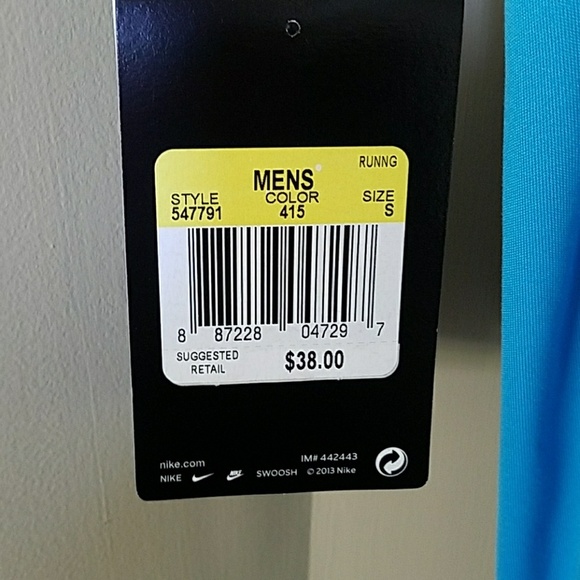 RUNNG
MENS
STYLE COLOR SIZE
547791 415 S
8 87228 04729 7
SUGGESTED RETAIL $38.00
nike.com IM# 442443
NIKE NIKE SWOOSH © 2013 Nike